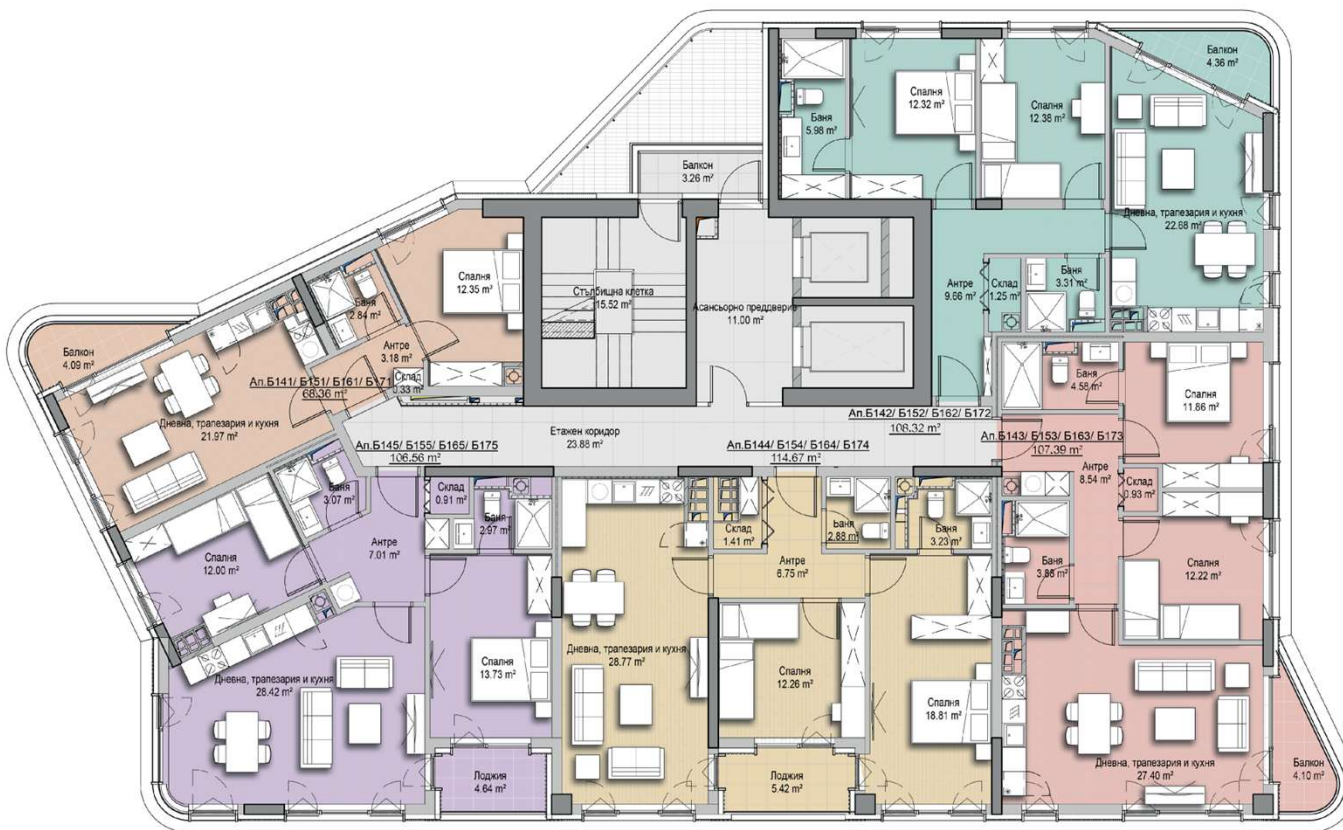 Балкон
4.36 m²
Спалня
12.32 m²
Спалня
12.38 m²
Баня
5.98 m²
Балкон
3.26 m²
Дневна, трапезария и кухня
22.68 m²
Спалня
12.35 m²
Стълбищна клетка
15.52 m²
Асансьорно преддверие
11.00 m²
Антре
9.66 m²
Склад
1.25 m²
Баня
3.31 m²
Баня
2.84 m²
Антре
3.18 m²
Балкон
4.09 m²
Склад
0.33 m²
Ап.Б141/ Б151/ Б161/ Б171
68.36 m²
Дневна, трапезария и кухня
21.97 m²
Баня
4.58 m²
Спалня
11.86 m²
Ап.Б142/ Б152/ Б162/ Б172
108.32 m²
Етажен коридор
23.88 m²
Ап.Б145/ Б155/ Б165/ Б175
106.56 m²
Ап.Б144/ Б154/ Б164/ Б174
114.67 m²
Ап.Б143/ Б153/ Б163/ Б173
107.39 m²
Антре
8.54 m²
Склад
0.93 m²
Баня
3.07 m²
Склад
0.91 m²
Баня
2.97 m²
Склад
1.41 m²
Баня
2.88 m²
Баня
3.23 m²
Антре
7.01 m²
Спалня
12.00 m²
Антре
6.75 m²
Баня
3.88 m²
Спалня
12.22 m²
Дневна, трапезария и кухня
28.42 m²
Спалня
13.73 m²
Дневна, трапезария и кухня
28.77 m²
Спалня
12.26 m²
Спалня
18.81 m²
Лоджия
4.64 m²
Лоджия
5.42 m²
Дневна, трапезария и кухня
27.40 m²
Балкон
4.10 m²